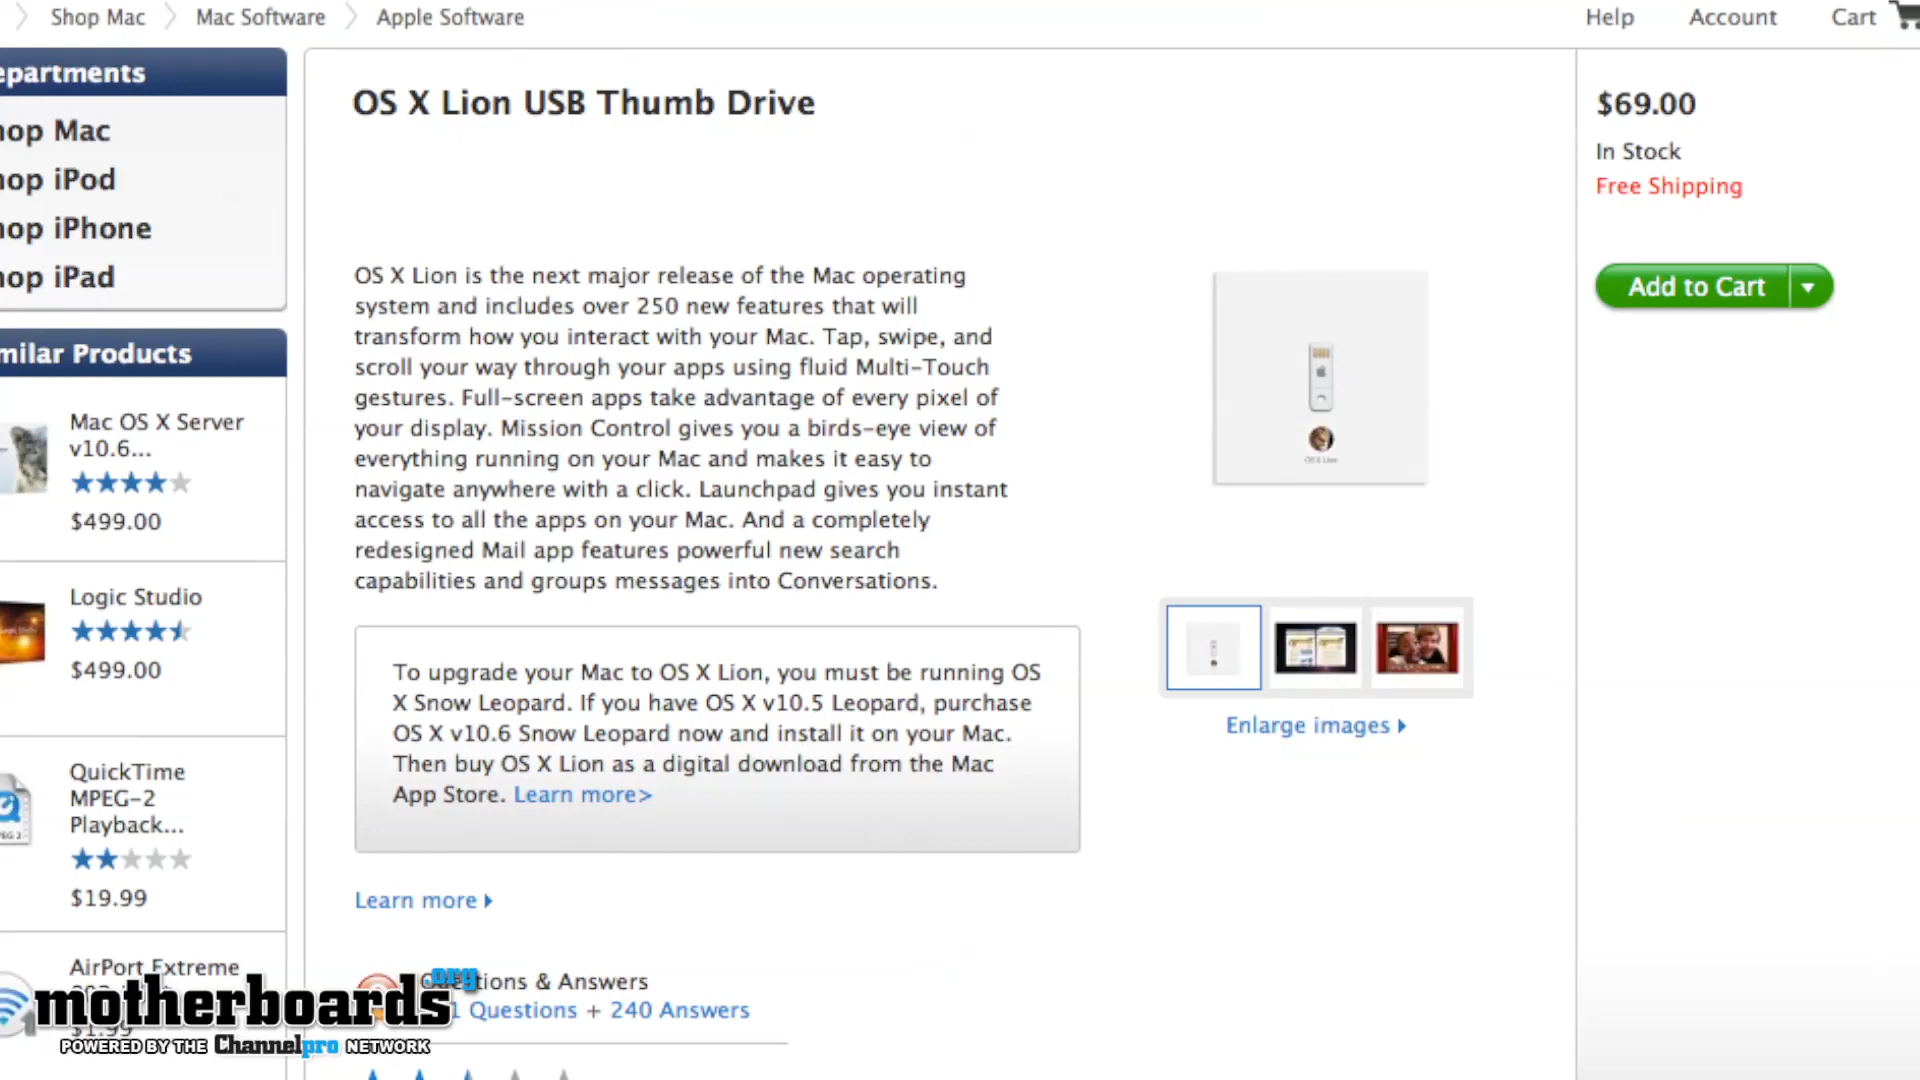 Shop Mac
Mac Software
Apple Software
Help
Account
Cart
epartments
hop Mac
hop iPod
hop iPhone
hop iPad
milar Products
Mac OS X Server
v10.6...
$499.00
Logic Studio
$499.00
QuickTime
MPEG-2
Playback...
$19.99
AirPort Extreme
OS X Lion USB Thumb Drive
OS X Lion is the next major release of the Mac operating
system and includes over 250 new features that will
transform how you interact with your Mac. Tap, swipe, and
scroll your way through your apps using fluid Multi-Touch
gestures. Full-screen apps take advantage of every pixel of
your display. Mission Control gives you a birds-eye view of
everything running on your Mac and makes it easy to
navigate anywhere with a click. Launchpad gives you instant
access to all the apps on your Mac. And a completely
redesigned Mail app features powerful new search
capabilities and groups messages into Conversations.
To upgrade your Mac to OS X Lion, you must be running OS
X Snow Leopard. If you have OS X v10.5 Leopard, purchase
OS X v10.6 Snow Leopard now and install it on your Mac.
Then buy OS X Lion as a digital download from the Mac
App Store. Learn more>
Learn more
& Answers
Questions + 240 Answers
OS X Lion
Enlarge images
$69.00
In Stock
Free Shipping
Add to Cart
motherboards.org
POWERED BY THE Channelpro NETWORK